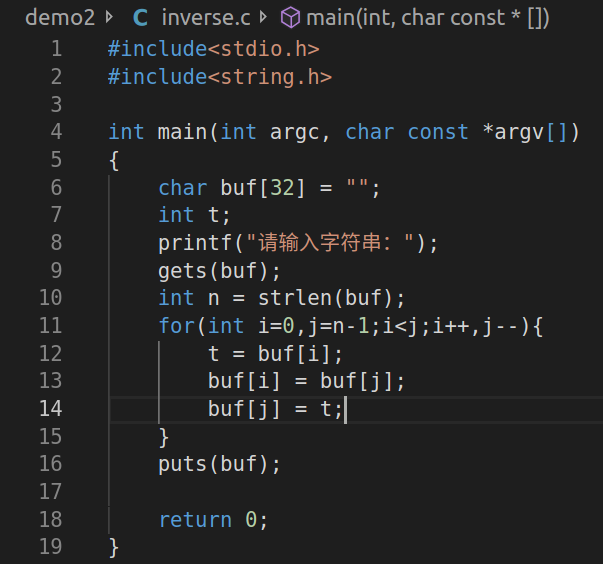 demo2 > C inverse.c > main(int, char const * [])
1 #include<stdio.h>
2 #include<string.h>
3
4 int main(int argc, char const *argv[])
5 {
6     char buf[32] = "";
7     int t;
8     printf("请输入字符串：");
9     gets(buf);
10     int n = strlen(buf);
11     for(int i=0,j=n-1;i<j;i++,j--){
12         t = buf[i];
13         buf[i] = buf[j];
14         buf[j] = t;
15     }
16     puts(buf);
17
18     return 0;
19 }